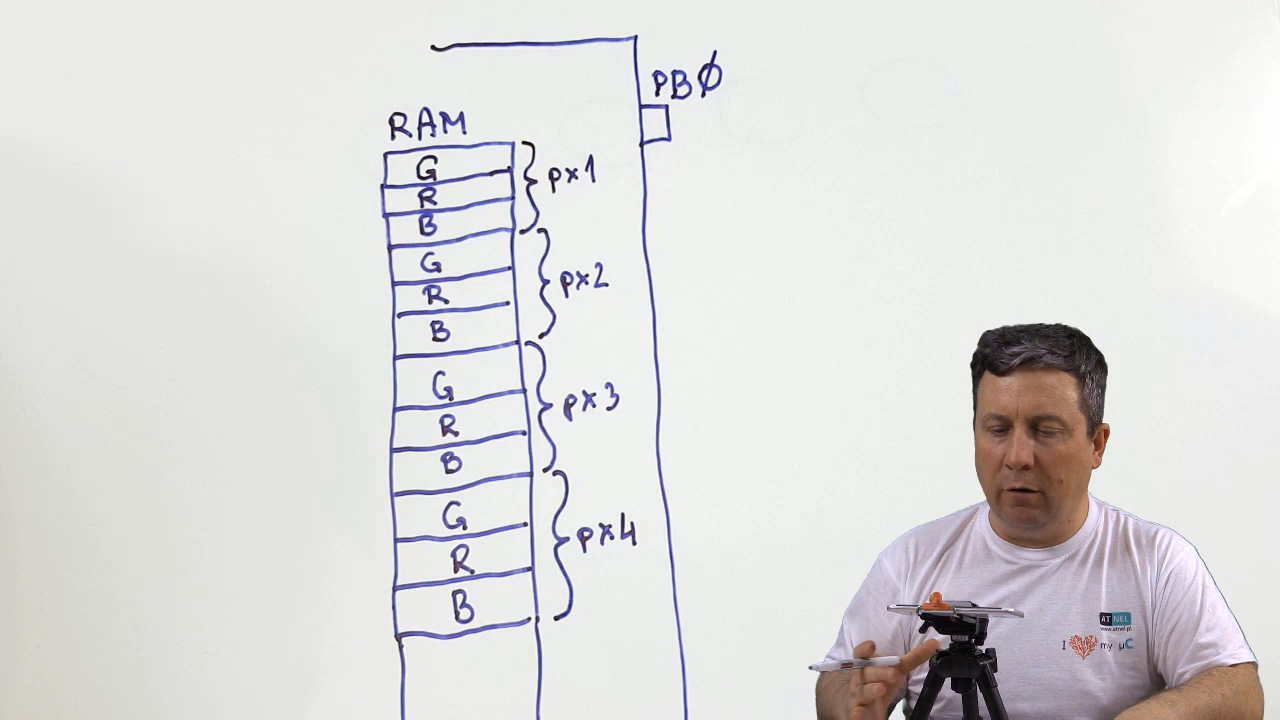 PBØ
RAM
G
R
B
px1
G
R
B
px2
G
R
B
px3
G
R
B
px4
ATNEL
www.atnel.pl
I my μC